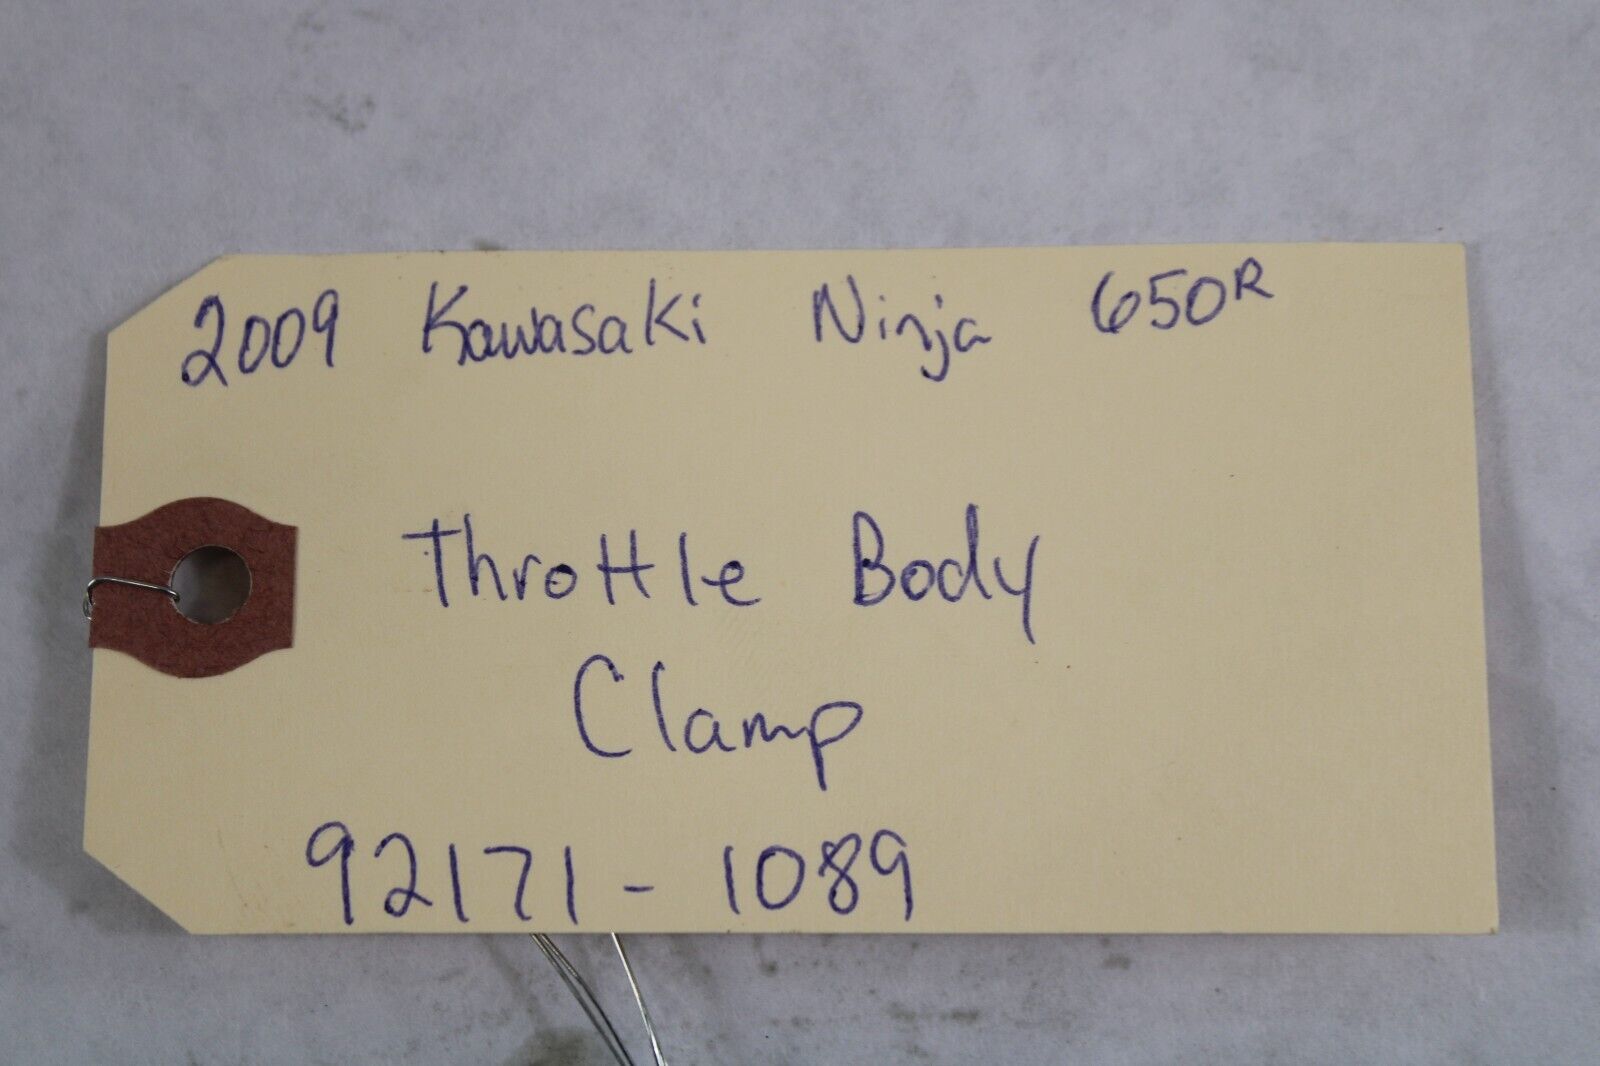 2009 Kawasaki Ninja 650R
Throttle Body
Clamp
92171-1089